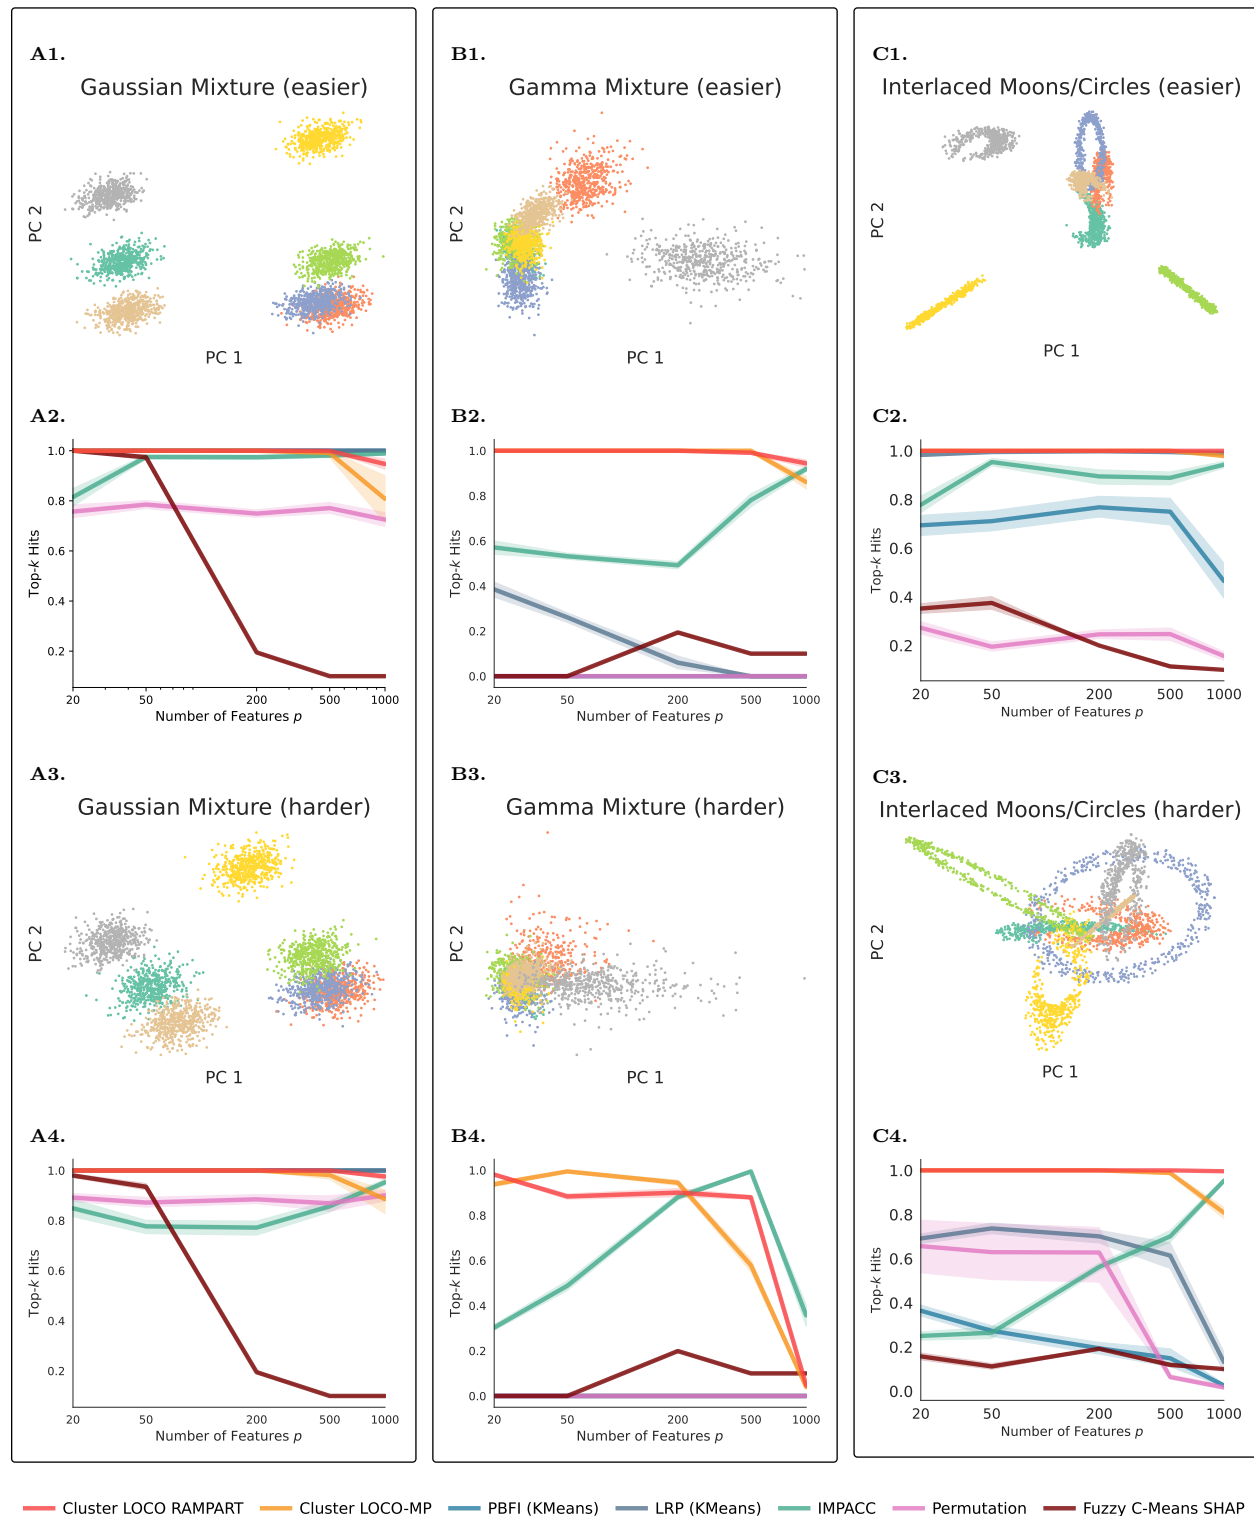 A1.
Gaussian Mixture (easier)
PC 2
PC 1
A2.
1.0
0.8
0.6
0.4
0.2
Top-k Hits
20 50 200 500 1000
Number of Features p
A3.
Gaussian Mixture (harder)
PC 2
PC 1
A4.
1.0
0.8
0.6
0.4
0.2
Top-k Hits
20 50 200 500 1000
Number of Features p
B1.
Gamma Mixture (easier)
PC 2
PC 1
B2.
1.0
0.8
0.6
0.4
0.2
0.0
Top-k Hits
20 50 200 500 1000
Number of Features p
B3.
Gamma Mixture (harder)
PC 2
PC 1
B4.
1.0
0.8
0.6
0.4
0.2
0.0
Top-k Hits
20 50 200 500 1000
Number of Features p
C1.
Interlaced Moons/Circles (easier)
PC 2
PC 1
C2.
1.0
0.8
0.6
0.4
0.2
Top-k Hits
20 50 200 500 1000
Number of Features p
C3.
Interlaced Moons/Circles (harder)
PC 2
PC 1
C4.
1.0
0.8
0.6
0.4
0.2
0.0
Top-k Hits
20 50 200 500 1000
Number of Features p
Cluster LOCO RAMPART Cluster LOCO-MP PBFI (KMeans) LRP (KMeans) IMPACC Permutation Fuzzy C-Means SHAP